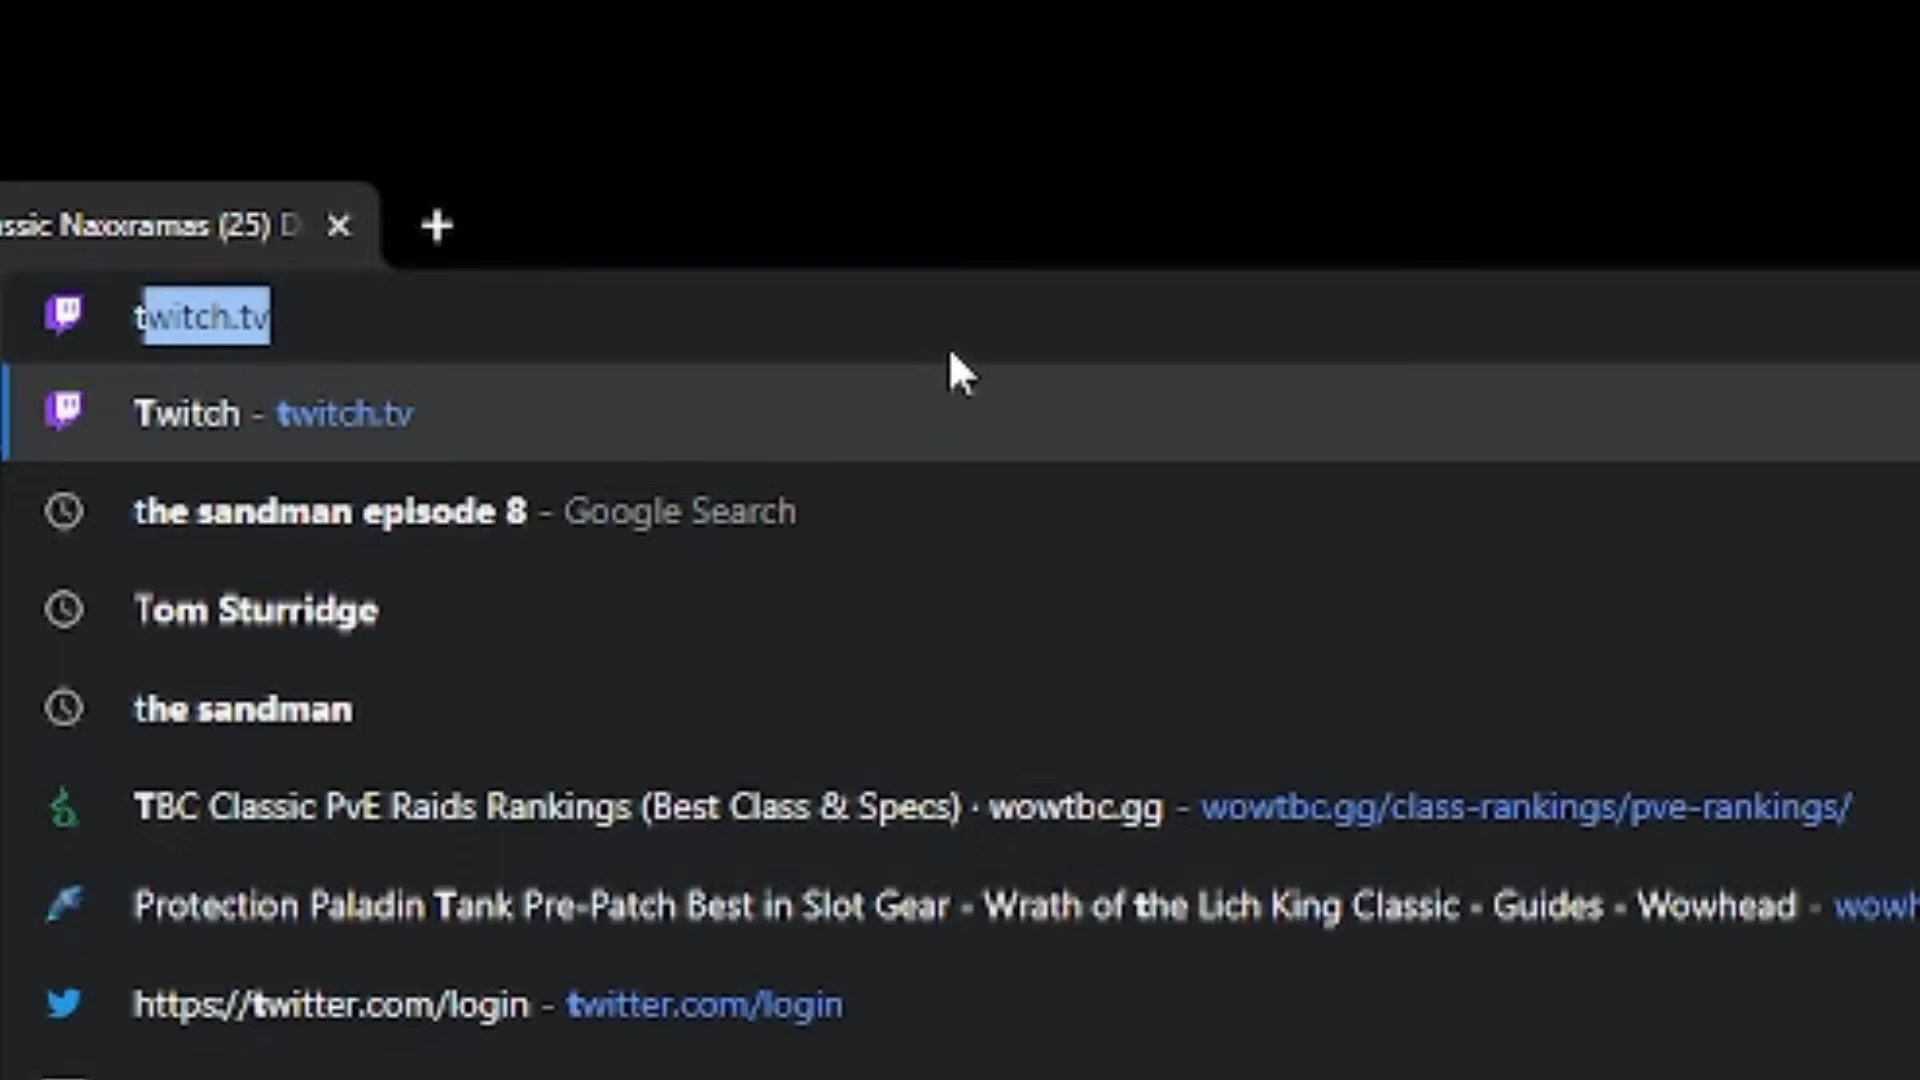 ssic Naxxramas (25) D
twitch.tv
Twitch - twitch.tv
the sandman episode 8 - Google Search
Tom Sturridge
the sandman
TBC Classic PvE Raids Rankings (Best Class & Specs) · wowtbc.gg - wowtbc.gg/class-rankings/pve-rankings/
Protection Paladin Tank Pre-Patch Best in Slot Gear - Wrath of the Lich King Classic - Guides - Wowhead - wowh
https://twitter.com/login - twitter.com/login